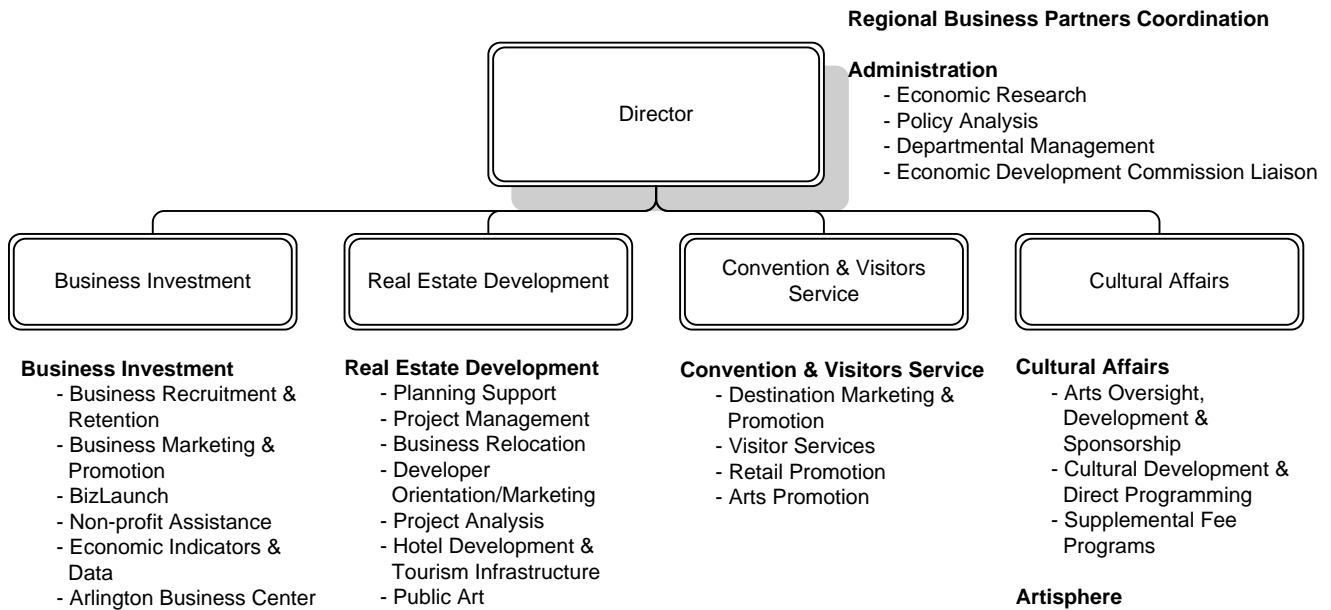 Regional Business Partners Coordination
Administration
- Economic Research
- Policy Analysis
- Departmental Management
- Economic Development Commission Liaison
Director
Business Investment
Real Estate Development
Convention & Visitors
Service
Cultural Affairs
Business Investment
- Business Recruitment &
Retention
- Business Marketing &
Promotion
- BizLaunch
- Non-profit Assistance
- Economic Indicators &
Data
- Arlington Business Center
Real Estate Development
- Planning Support
- Project Management
- Business Relocation
- Developer
Orientation/Marketing
- Project Analysis
- Hotel Development &
Tourism Infrastructure
- Public Art
Convention & Visitors Service
- Destination Marketing &
Promotion
- Visitor Services
- Retail Promotion
- Arts Promotion
Cultural Affairs
- Arts Oversight,
Development &
Sponsorship
- Cultural Development &
Direct Programming
- Supplemental Fee
Programs
Artisphere